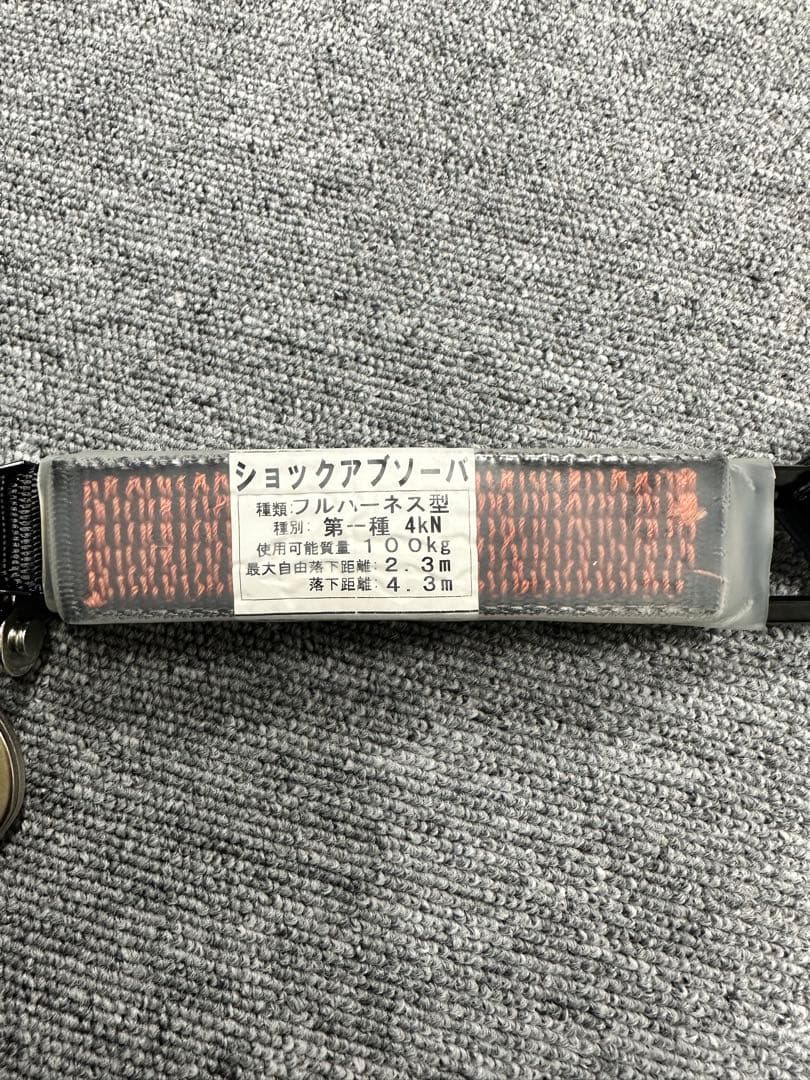 ショックアブソーバ
種類:フルハーネス型
種別: 第一種 4kN
使用可能質量 100kg
最大自由落下距離: 2.3m
落下距離: 4.3m